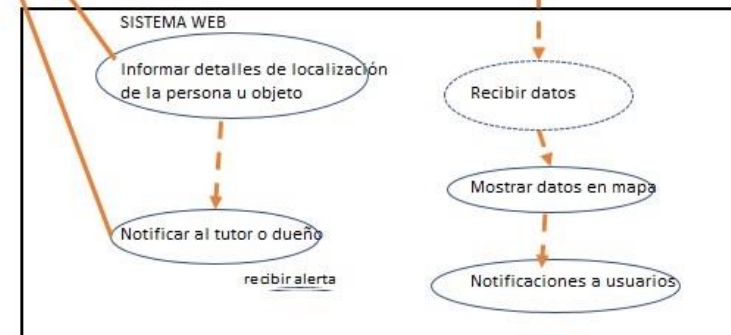 SISTEMA WEB
Informar detalles de localización
de la persona u objeto
Recibir datos
Mostrar datos en mapa
Notificar al tutor o dueño
recibir alerta
Notificaciones a usuarios